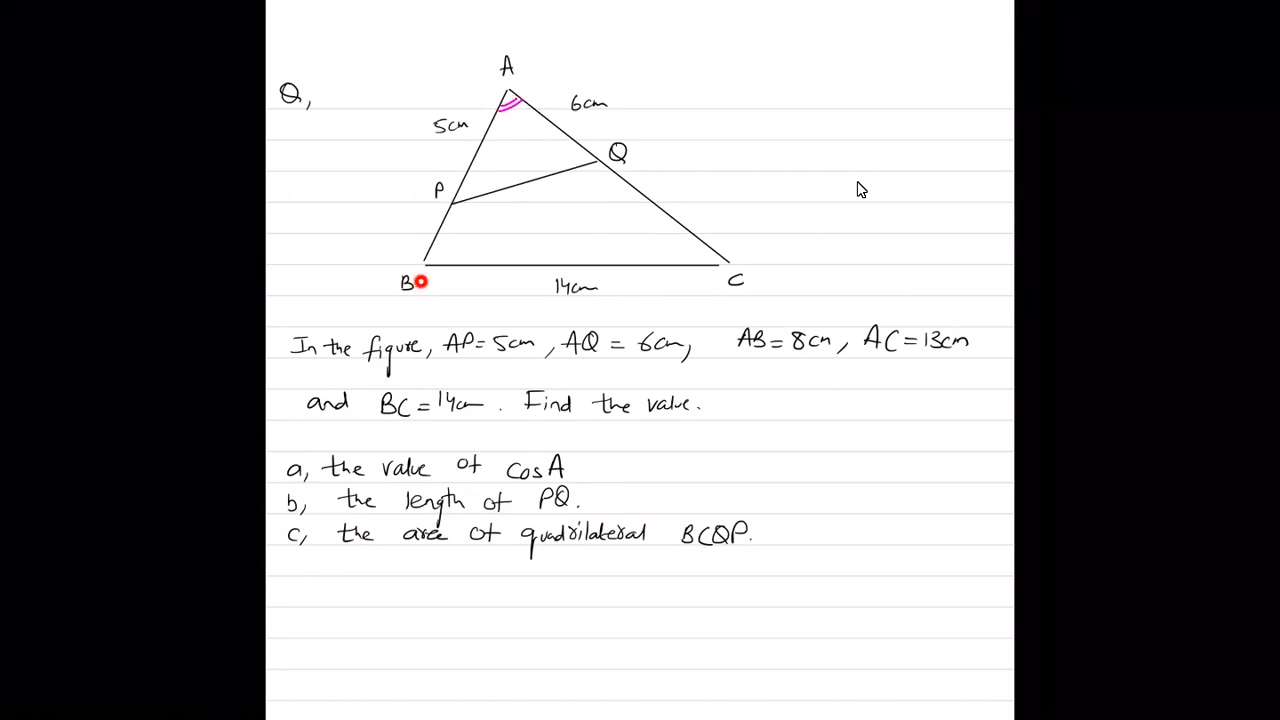 A
Q,
6cm
5cm
Q
P
B
14cm
C
In the figure, AP = 5cm, AQ = 6cm, AB = 8cm, AC = 13cm
and BC = 14cm. Find the value.
a, the value of cosA
b, the length of PQ.
c, the area of quadrilateral BCQP.